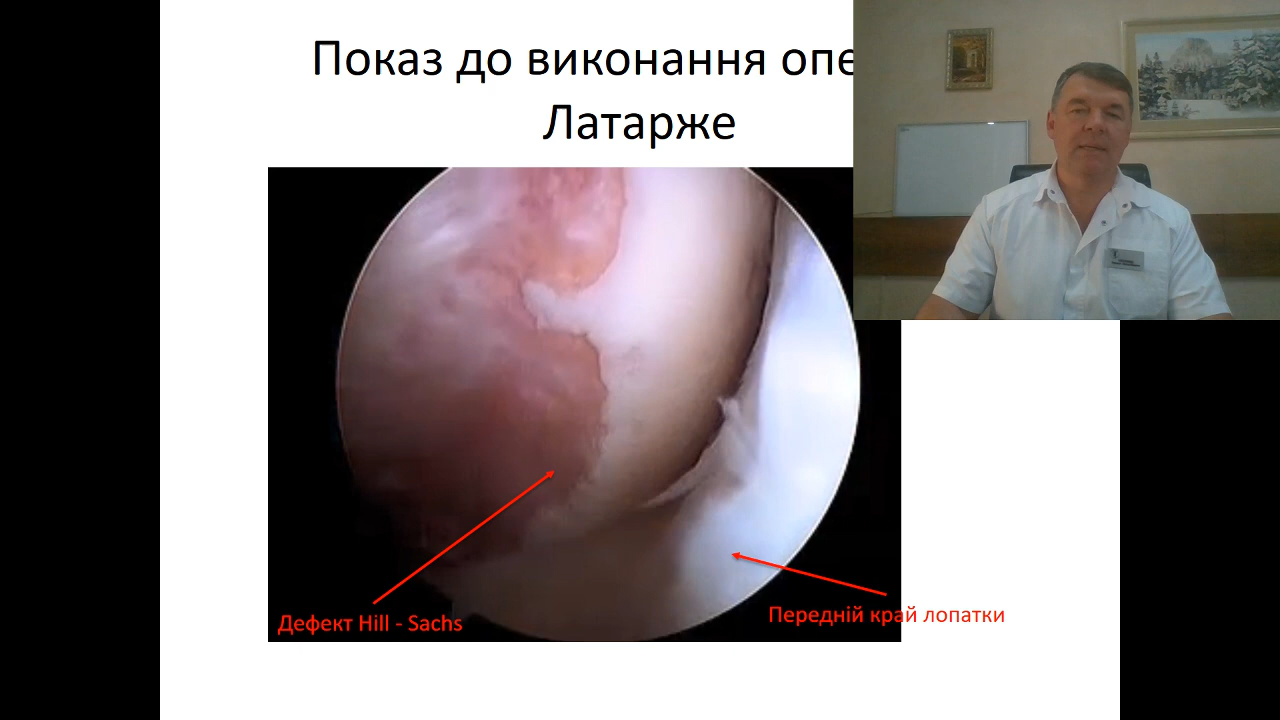 Показ до виконання опе
Латарже
Дефект Hill - Sachs
Передній край лопатки